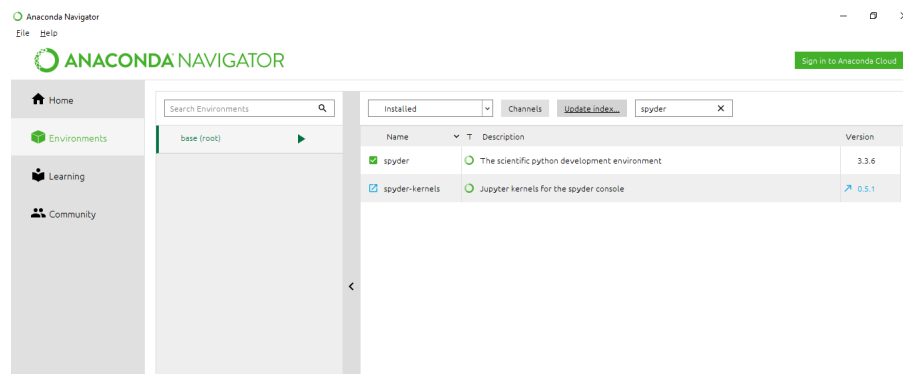 Anaconda Navigator
File Help
ANACONDA NAVIGATOR
Sign in to Anaconda Cloud
Home
Environments
Learning
Community
Search Environments
base (root)
Installed Channels Update index... spyder
Name T Description Version
spyder The scientific python development environment 3.3.6
spyder-kernels Jupyter kernels for the spyder console 0.5.1